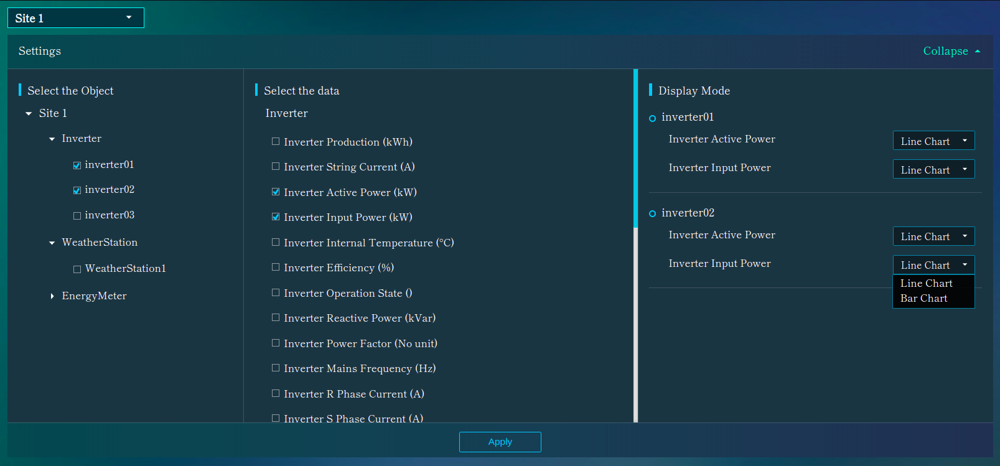 Site 1
Settings
Collapse
Select the Object
Site 1
Inverter
inverter01
inverter02
inverter03
WeatherStation
WeatherStation1
EnergyMeter
Select the data
Inverter
Inverter Production (kWh)
Inverter String Current (A)
Inverter Active Power (kW)
Inverter Input Power (kW)
Inverter Internal Temperature (°C)
Inverter Efficiency (%)
Inverter Operation State ()
Inverter Reactive Power (kVar)
Inverter Power Factor (No unit)
Inverter Mains Frequency (Hz)
Inverter R Phase Current (A)
Inverter S Phase Current (A)
Display Mode
inverter01
Inverter Active Power Line Chart
Inverter Input Power Line Chart
inverter02
Inverter Active Power Line Chart
Inverter Input Power Line Chart
Line Chart
Bar Chart
Apply